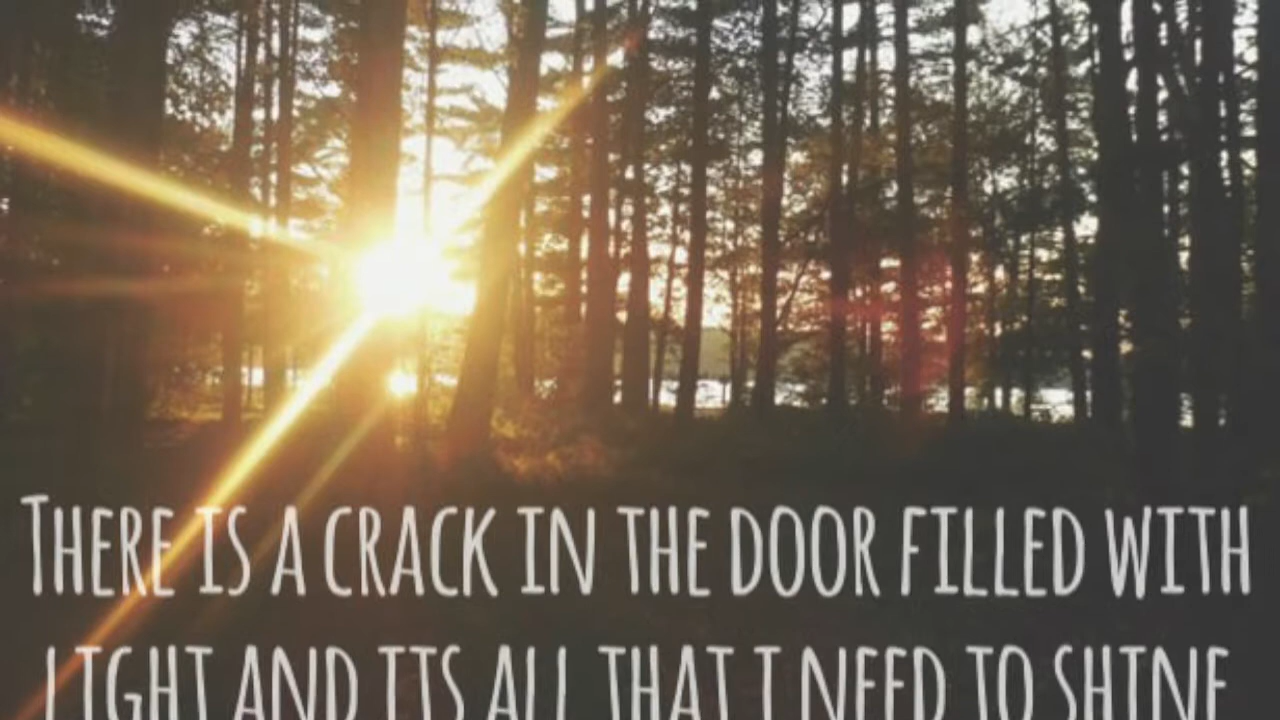 There is a crack in the door filled with
light and its all that i need to shine